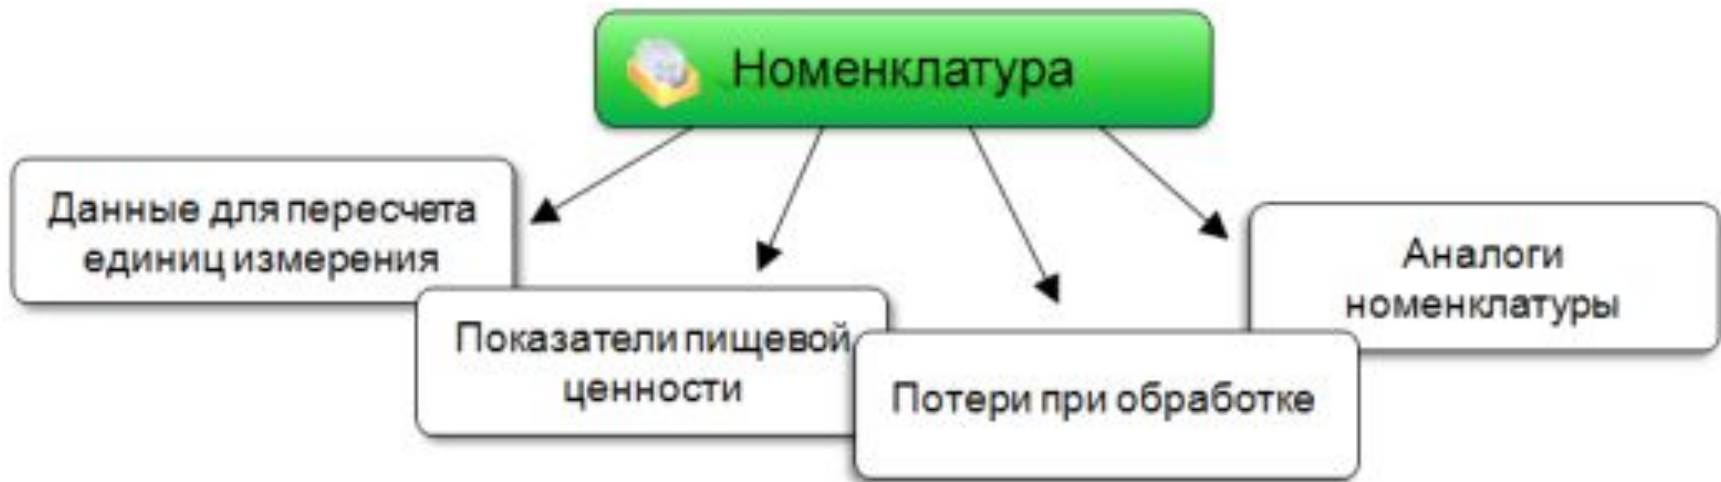 Номенклатура
Данные для пересчета
единиц измерения
Показатели пищевой
ценности
Потери при обработке
Аналоги
номенклатуры